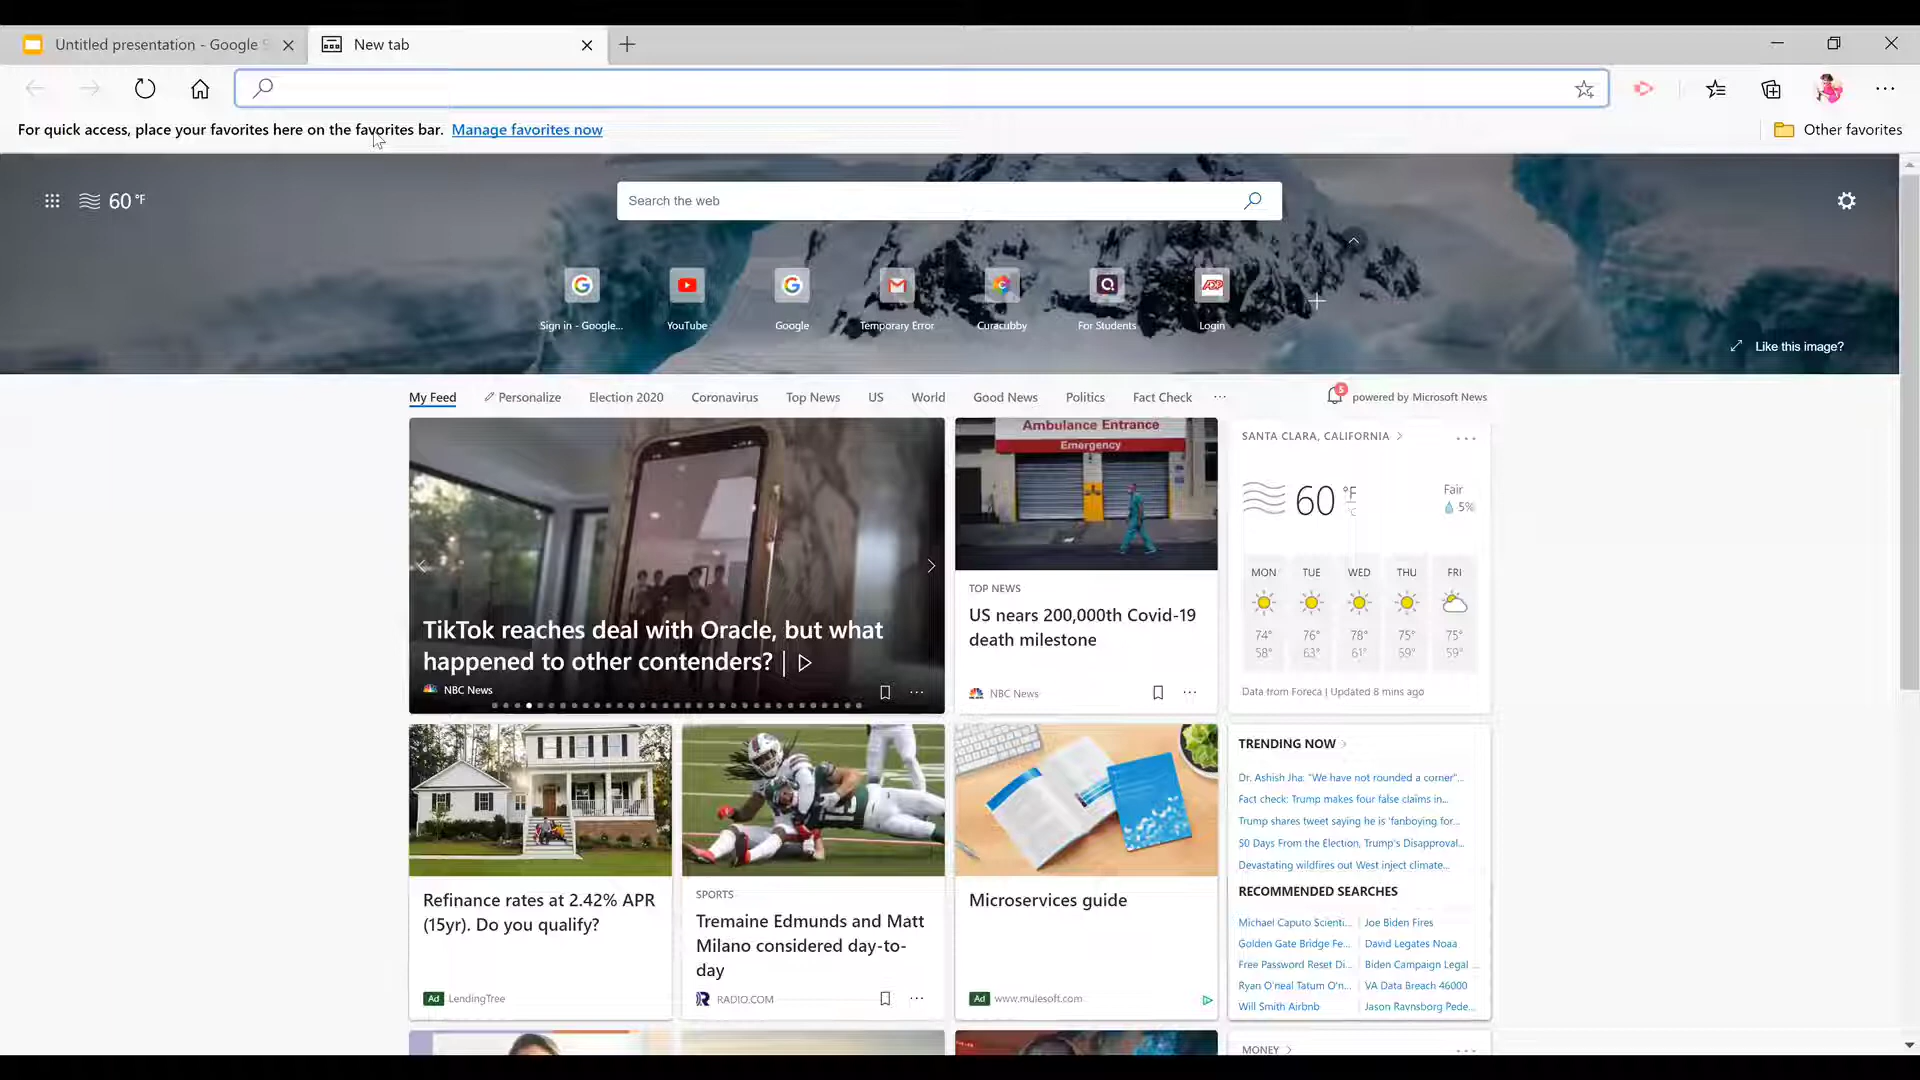 Untitled presentation - Google
New tab
For quick access, place your favorites here on the favorites bar. Manage favorites now
Other favorites
60 °F
Search the web
Sign in - Google...
YouTube
Google
Temporary Error
Curacubby
For Students
ADP
Login
Like this image?
My Feed
Personalize
Election 2020
Coronavirus
Top News
US
World
Good News
Politics
Fact Check
5
powered by Microsoft News
Ambulance Entrance
Emergency
TikTok reaches deal with Oracle, but what
happened to other contenders?
NBC News
TOP NEWS
US nears 200,000th Covid-19
death milestone
NBC News
SANTA CLARA, CALIFORNIA
60 °F
°C
Fair
5%
MON TUE WED THU FRI
74° 76° 78° 75° 75°
58° 63° 61° 59° 59°
Data from Foreca | Updated 8 mins ago
Refinance rates at 2.42% APR
(15yr). Do you qualify?
Ad LendingTree
SPORTS
Tremaine Edmunds and Matt
Milano considered day-to-
day
RADIO.COM
Microservices guide
Ad www.mulesoft.com
TRENDING NOW
Dr. Ashish Jha: "We have not rounded a corner"...
Fact check: Trump makes four false claims in...
Trump shares tweet saying he is 'fanboying for...
50 Days From the Election, Trump's Disapproval...
Devastating wildfires out West inject climate...
RECOMMENDED SEARCHES
Michael Caputo Scienti... Joe Biden Fires
Golden Gate Bridge Fe... David Legates Noaa
Free Password Reset Di... Biden Campaign Legal ...
Ryan O'neal Tatum O'n... VA Data Breach 46000
Will Smith Airbnb Jason Ravnsborg Pede...
MONEY